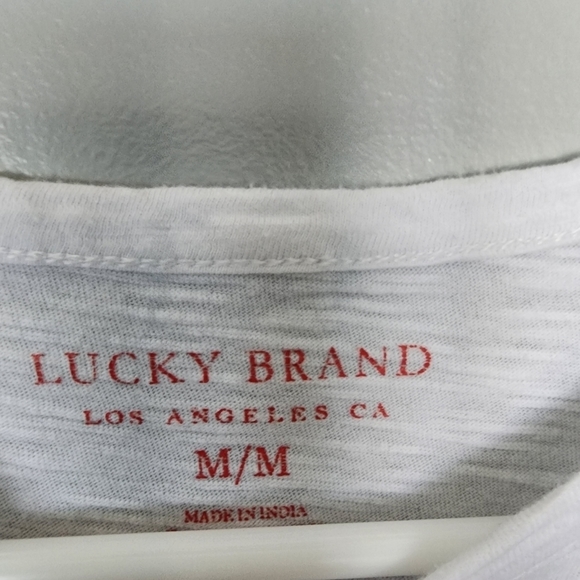 LUCKY BRAND
LOS ANGELES CA
M/M
MADE IN INDIA